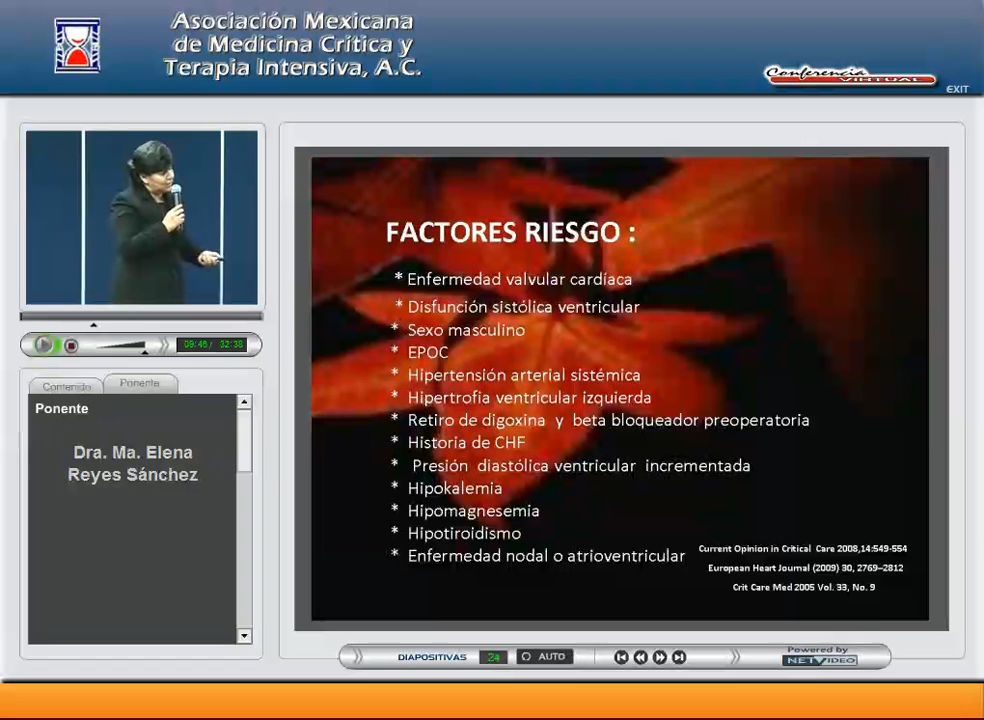 Asociación Mexicana
de Medicina Crítica y
Terapia Intensiva, A.C.
Conferencia
VIRTUAL
EXIT
09:46 / 32:38
Contenido
Ponente
Ponente
Dra. Ma. Elena
Reyes Sánchez
FACTORES RIESGO :
* Enfermedad valvular cardíaca
* Disfunción sistólica ventricular
* Sexo masculino
* EPOC
* Hipertensión arterial sistémica
* Hipertrofia ventricular izquierda
* Retiro de digoxina y beta bloqueador preoperatoria
* Historia de CHF
* Presión diastólica ventricular incrementada
* Hipokalemia
* Hipomagnesemia
* Hipotiroidismo
* Enfermedad nodal o atrioventricular
Current Opinion in Critical Care 2008,14:549-554
European Heart Journal (2009) 30, 2769–2812
Crit Care Med 2005 Vol. 33, No. 9
DIAPOSITIVAS
24
AUTO
Powered by
NETVIDEO